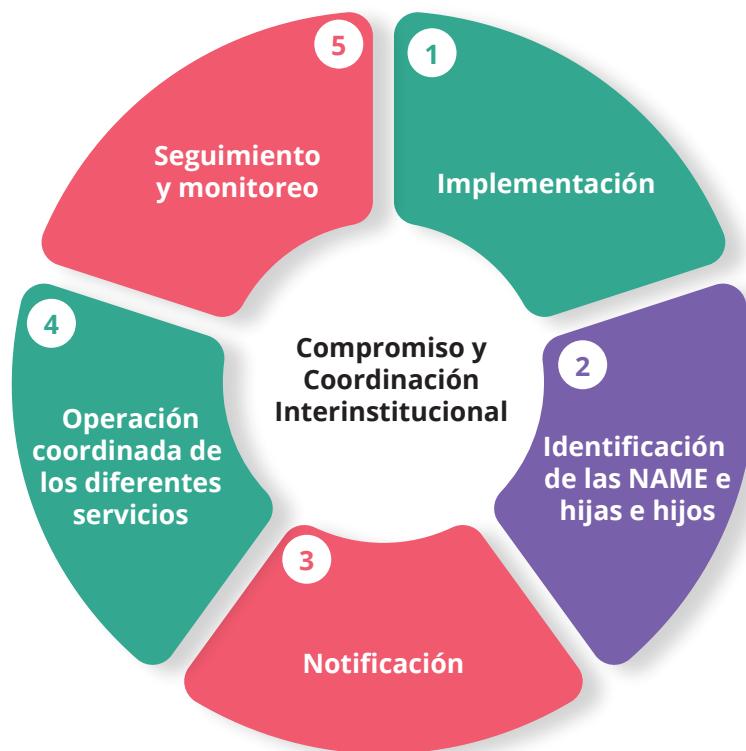 1
Implementación
2
Identificación
de las NAME e
hijas e hijos
3
Notificación
4
Operación
coordinada de
los diferentes
servicios
5
Seguimiento
y monitoreo
Compromiso y
Coordinación
Interinstitucional